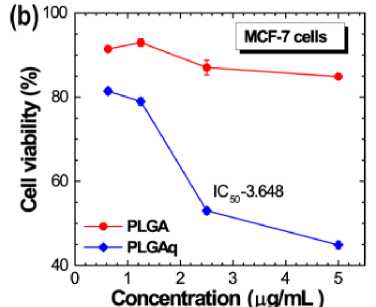 (b)
100
MCF-7 cells
80
Cell viability (%)
IC50-3.648
60
PLGA
PLGAq
40
0 1 2 3 4 5 6
Concentration (µg/mL)